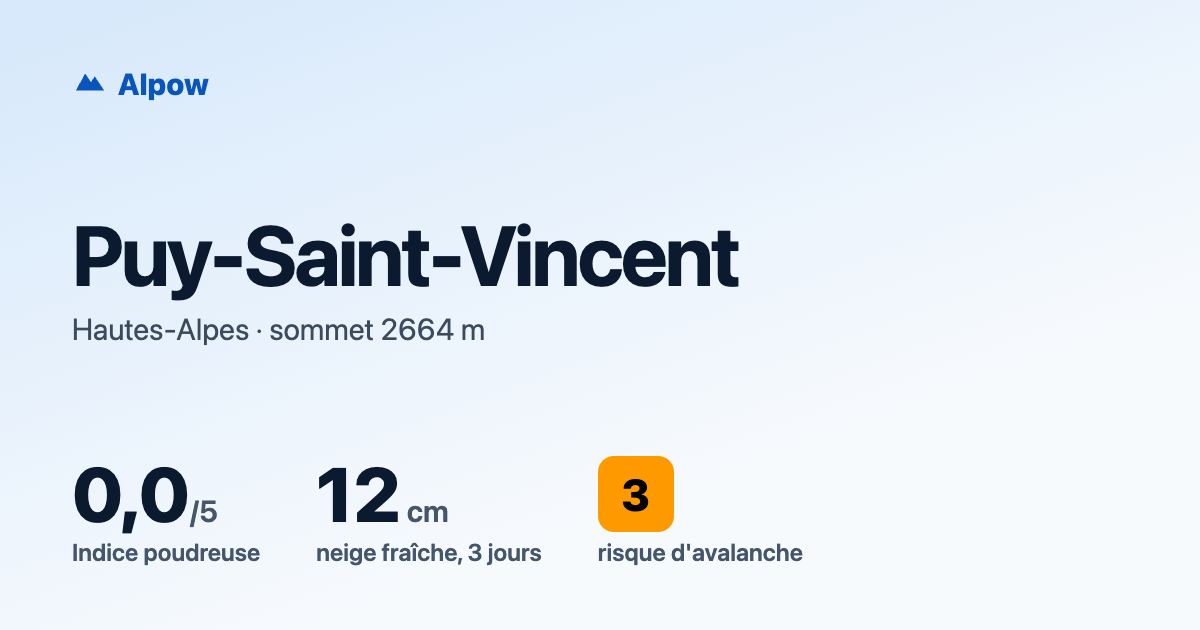 Alpow
Puy-Saint-Vincent
Hautes-Alpes · sommet 2664 m
0,0/5
Indice poudreuse
12 cm
neige fraîche, 3 jours
3
risque d'avalanche